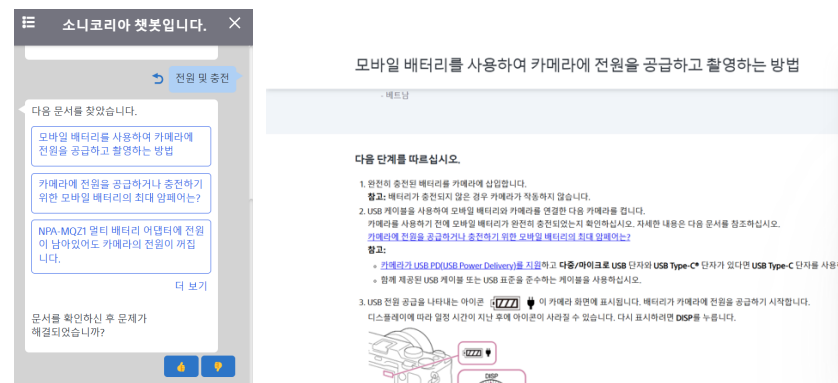 소니코리아 챗봇입니다.
전원 및 충전
다음 문서를 찾았습니다.
모바일 배터리를 사용하여 카메라에
전원을 공급하고 촬영하는 방법
카메라에 전원을 공급하거나 충전하기
위한 모바일 배터리의 최대 암페어는?
NPA-MQZ1 멀티 배터리 어댑터에 전원
이 남아있어도 카메라의 전원이 꺼집
니다.
더 보기
문서를 확인하신 후 문제가
해결되었습니까?
모바일 배터리를 사용하여 카메라에 전원을 공급하고 촬영하는 방법
- 베트남
다음 단계를 따르십시오.
1. 완전히 충전된 배터리를 카메라에 삽입합니다.
참고: 배터리가 충전되지 않은 경우 카메라가 작동하지 않습니다.
2. USB 케이블을 사용하여 모바일 배터리와 카메라를 연결한 다음 카메라를 켭니다.
카메라를 사용하기 전에 모바일 배터리가 완전히 충전되었는지 확인하십시오. 자세한 내용은 다음 문서를 참조하십시오.
카메라에 전원을 공급하거나 충전하기 위한 모바일 배터리의 최대 암페어는?
참고:
카메라가 USB PD(USB Power Delivery)를 지원하고 다중/마이크로 USB 단자와 USB Type-C® 단자가 있다면 USB Type-C 단자를 사용
함께 제공된 USB 케이블 또는 USB 표준을 준수하는 케이블을 사용하십시오.
3. USB 전원 공급을 나타내는 아이콘 이 카메라 화면에 표시됩니다. 배터리가 카메라에 전원을 공급하기 시작합니다.
디스플레이에 따라 일정 시간이 지난 후에 아이콘이 사라질 수 있습니다. 다시 표시하려면 DISP를 누릅니다.
DISP